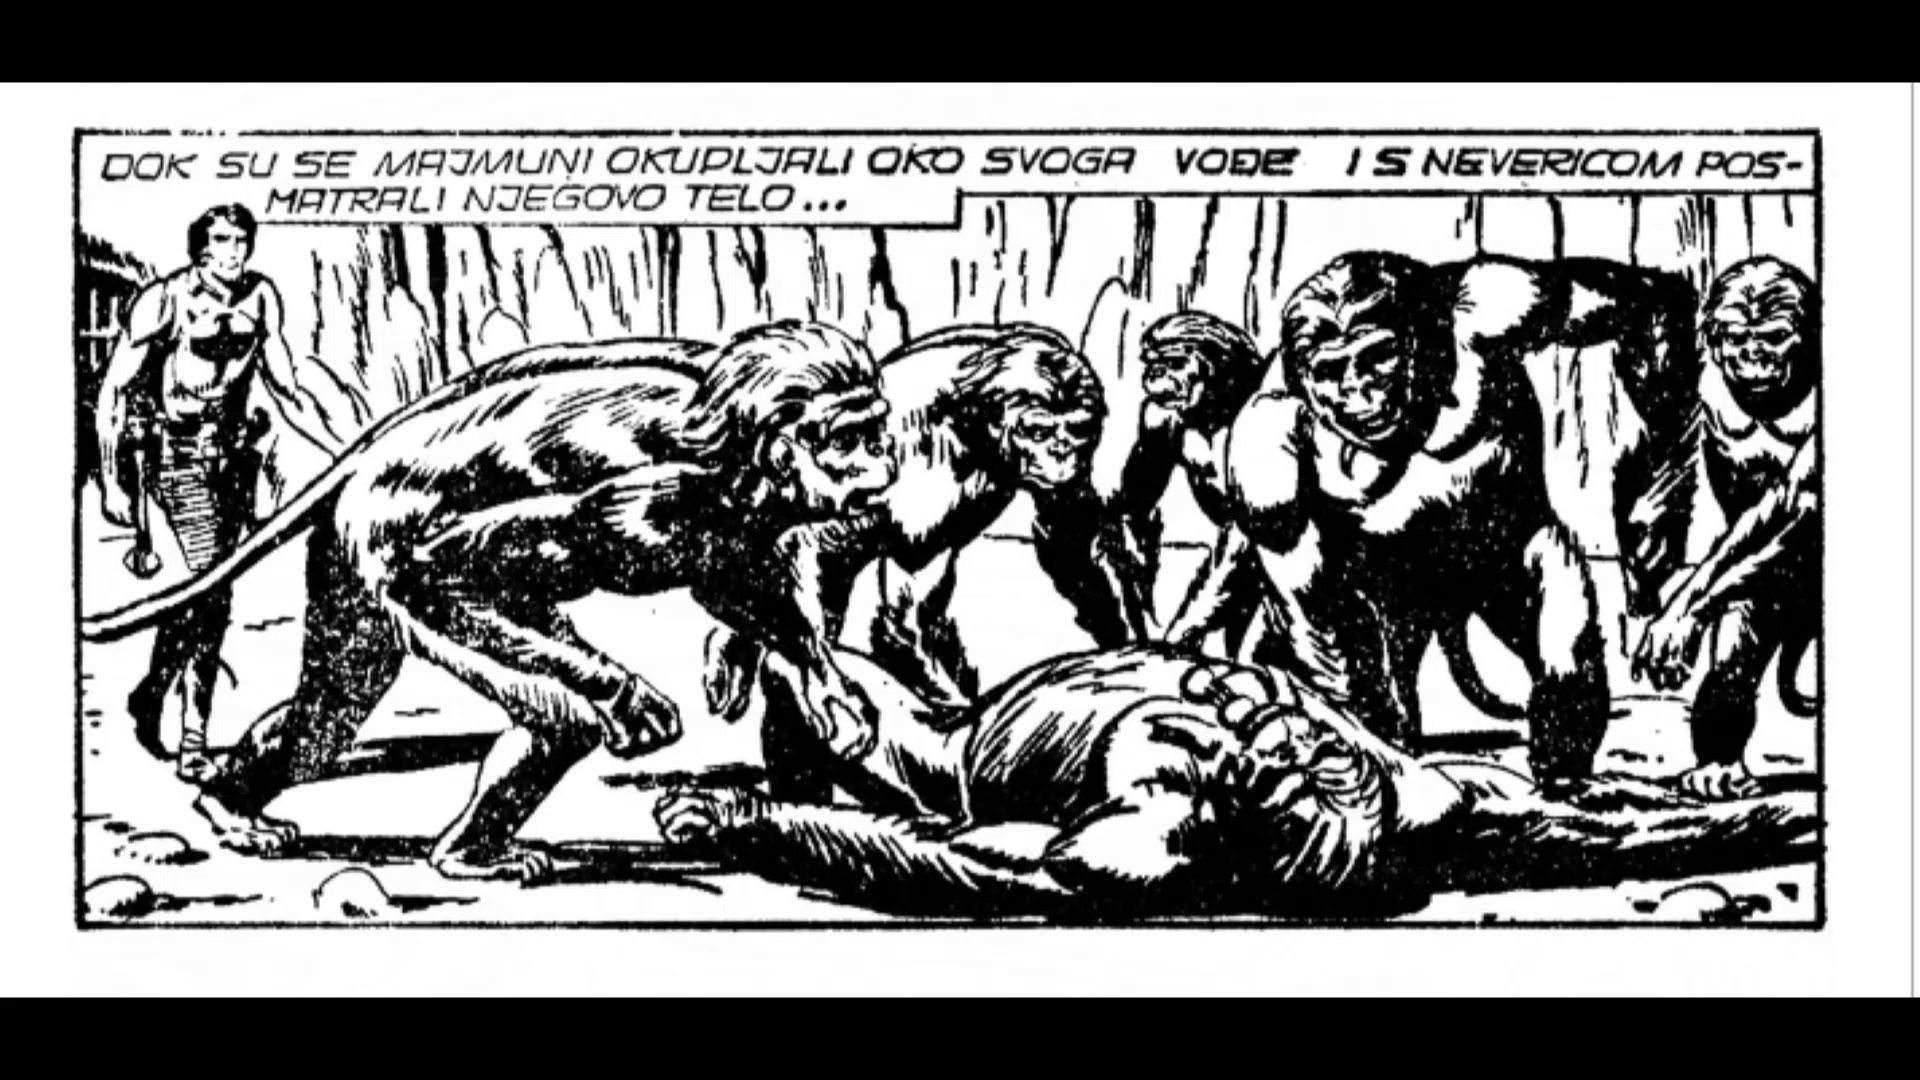 DOK SU SE MAJMUNI OKUPLJALI OKO SVOGA VOĐE I S NEVERICOM POS-
MATRALI NJEGOVO TELO...